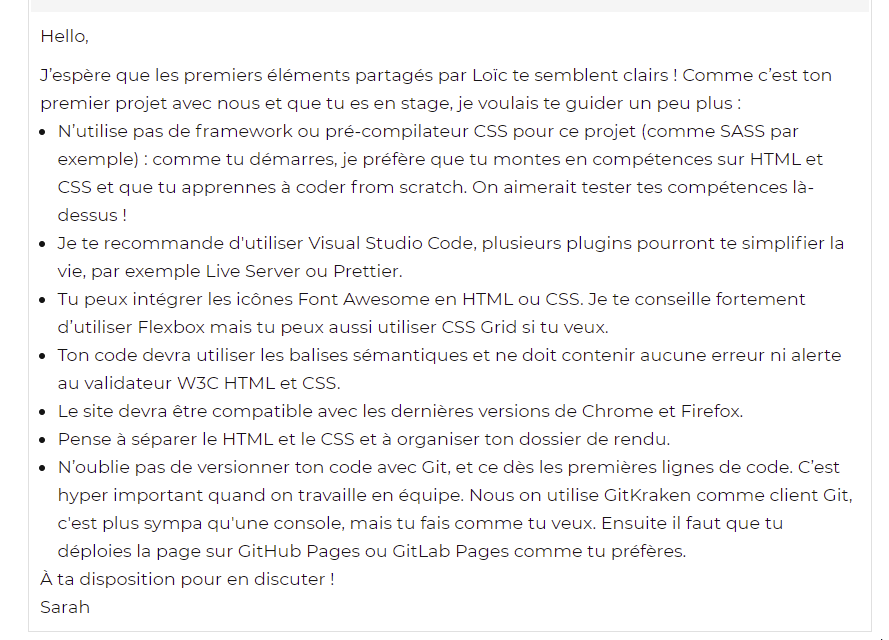 Hello,
J’espère que les premiers éléments partagés par Loïc te semblent clairs ! Comme c’est ton
premier projet avec nous et que tu es en stage, je voulais te guider un peu plus :
• N’utilise pas de framework ou pré-compilateur CSS pour ce projet (comme SASS par
exemple) : comme tu démarres, je préfère que tu montes en compétences sur HTML et
CSS et que tu apprennes à coder from scratch. On aimerait tester tes compétences là-
dessus !
• Je te recommande d'utiliser Visual Studio Code, plusieurs plugins pourront te simplifier la
vie, par exemple Live Server ou Prettier.
• Tu peux intégrer les icônes Font Awesome en HTML ou CSS. Je te conseille fortement
d’utiliser Flexbox mais tu peux aussi utiliser CSS Grid si tu veux.
• Ton code devra utiliser les balises sémantiques et ne doit contenir aucune erreur ni alerte
au validateur W3C HTML et CSS.
• Le site devra être compatible avec les dernières versions de Chrome et Firefox.
• Pense à séparer le HTML et le CSS et à organiser ton dossier de rendu.
• N’oublie pas de versionner ton code avec Git, et ce dès les premières lignes de code. C’est
hyper important quand on travaille en équipe. Nous on utilise GitKraken comme client Git,
c'est plus sympa qu'une console, mais tu fais comme tu veux. Ensuite il faut que tu
déploies la page sur GitHub Pages ou GitLab Pages comme tu préfères.
À ta disposition pour en discuter !
Sarah